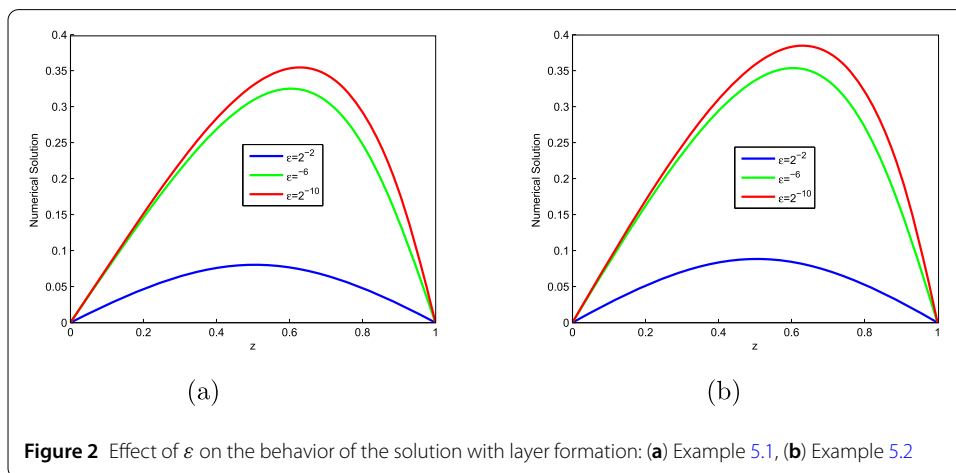 0.4
0.35
0.3
0.25
0.2
0.15
0.1
0.05
0
Numerical Solution
ε=2⁻²
ε=⁻⁶
ε=2⁻¹⁰
0 0.2 0.4 0.6 0.8 1
z
(a)
0.4
0.35
0.3
0.25
0.2
0.15
0.1
0.05
0
Numerical Solution
ε=2⁻²
ε=⁻⁶
ε=2⁻¹⁰
0 0.2 0.4 0.6 0.8 1
z
(b)
Figure 2 Effect of ε on the behavior of the solution with layer formation: (a) Example 5.1, (b) Example 5.2